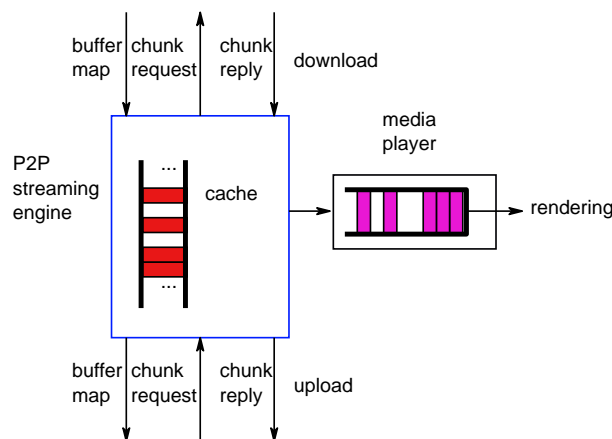 buffer map
chunk request
chunk reply
download
P2P streaming engine
...
cache
...
media player
rendering
buffer map
chunk request
chunk reply
upload